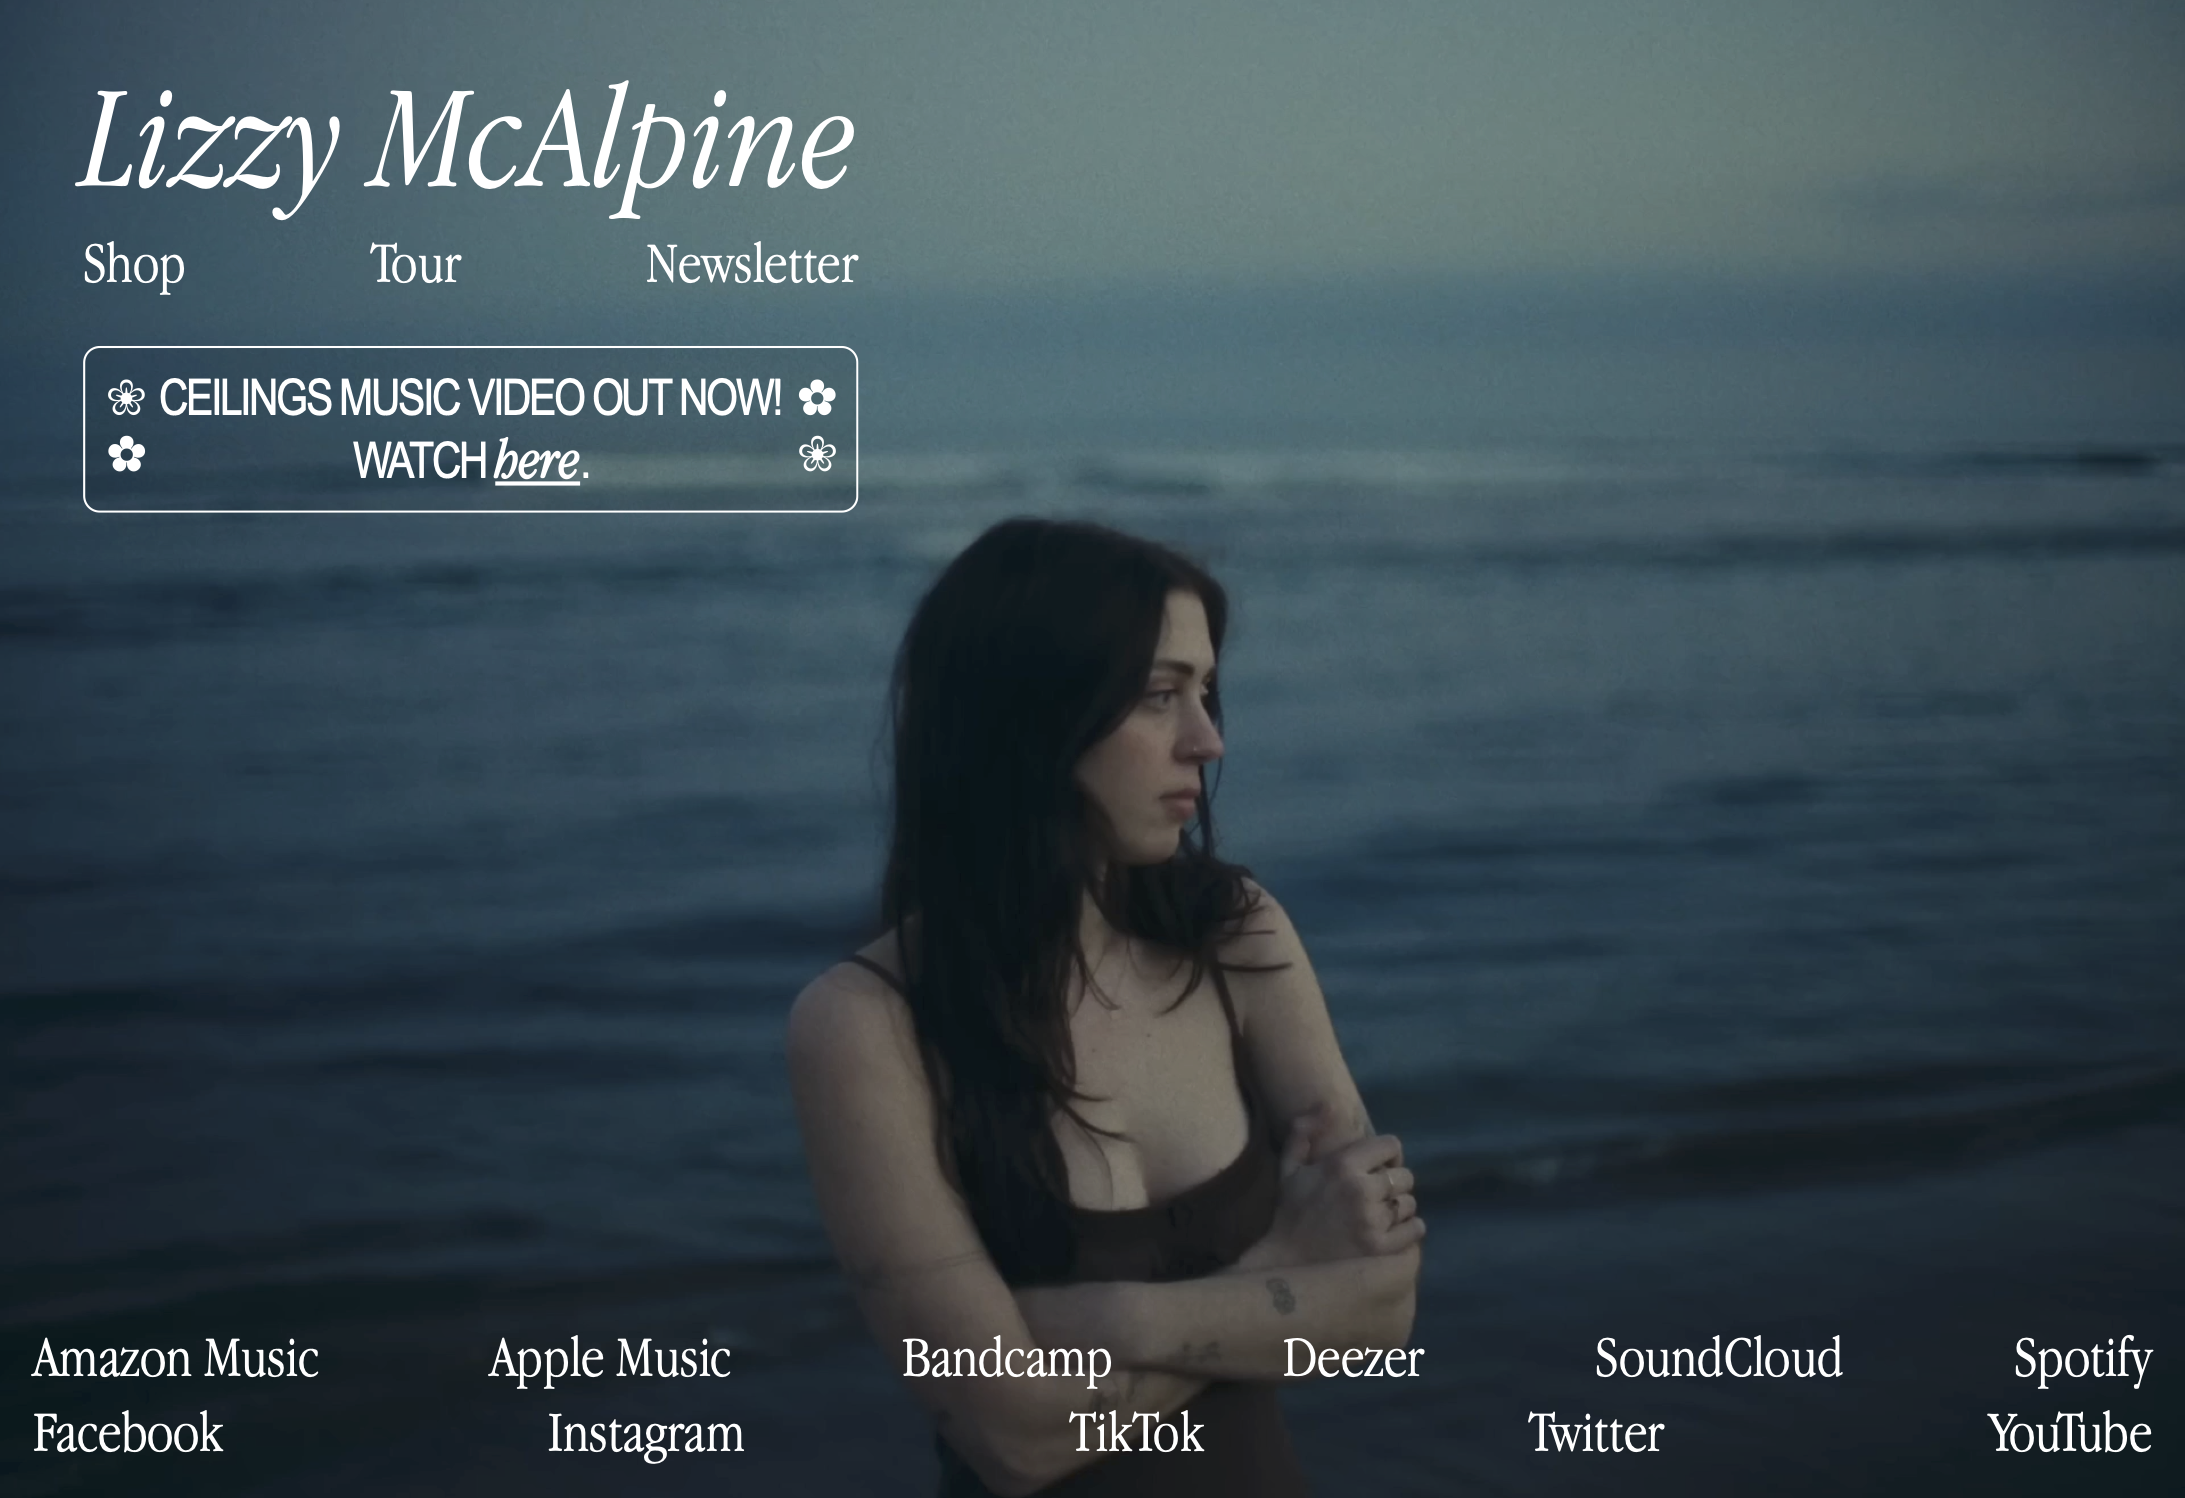 Lizzy McAlpine
Shop Tour Newsletter
❀ CEILINGS MUSIC VIDEO OUT NOW! ✿
✿ WATCH here. ❀
Amazon Music Apple Music Bandcamp Deezer SoundCloud Spotify
Facebook Instagram TikTok Twitter YouTube